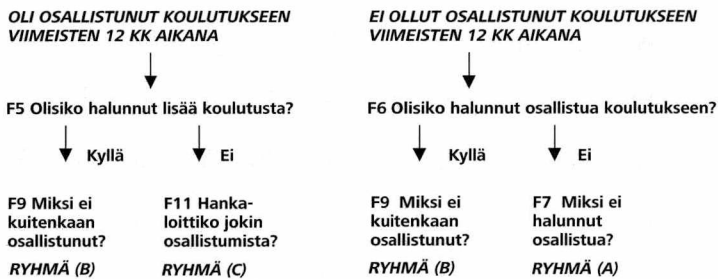 OLI OSALLISTUNUT KOULUTUKSEEN
VIIMEISTEN 12 KK AIKANA
F5 Olisiko halunnut lisää koulutusta?
Kyllä
Ei
F9 Miksi ei
kuitenkaan
osallistunut?
RYHMÄ (B)
F11 Hanka-
loittiko jokin
osallistumista?
RYHMÄ (C)
EI OLLUT OSALLISTUNUT KOULUTUKSEEN
VIIMEISTEN 12 KK AIKANA
F6 Olisiko halunnut osallistua koulutukseen?
Kyllä
Ei
F9 Miksi ei
kuitenkaan
osallistunut?
RYHMÄ (B)
F7 Miksi ei
halunnut
osallistua?
RYHMÄ (A)